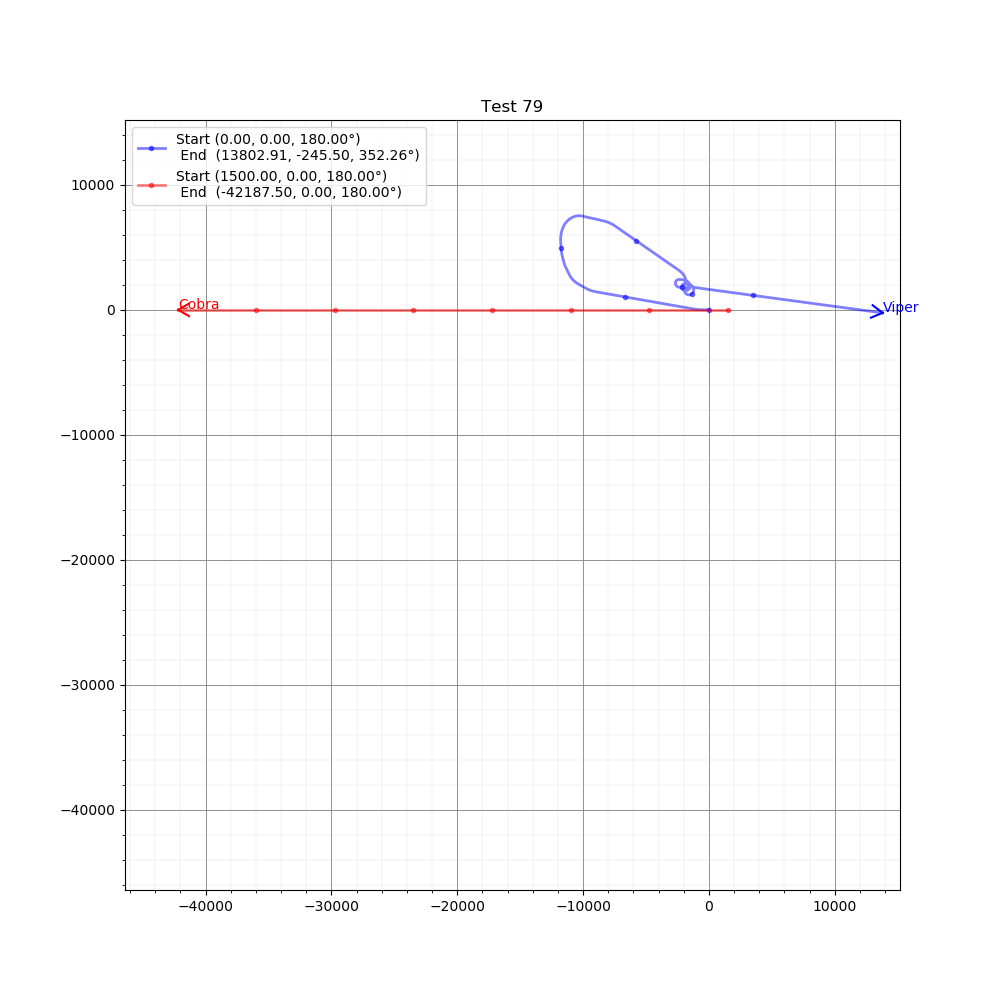 Test 79
Start (0.00, 0.00, 180.00°)
End (13802.91, -245.50, 352.26°)
Start (1500.00, 0.00, 180.00°)
End (-42187.50, 0.00, 180.00°)
10000
0
−10000
−20000
−30000
−40000
Cobra
Viper
−40000
−30000
−20000
−10000
0
10000